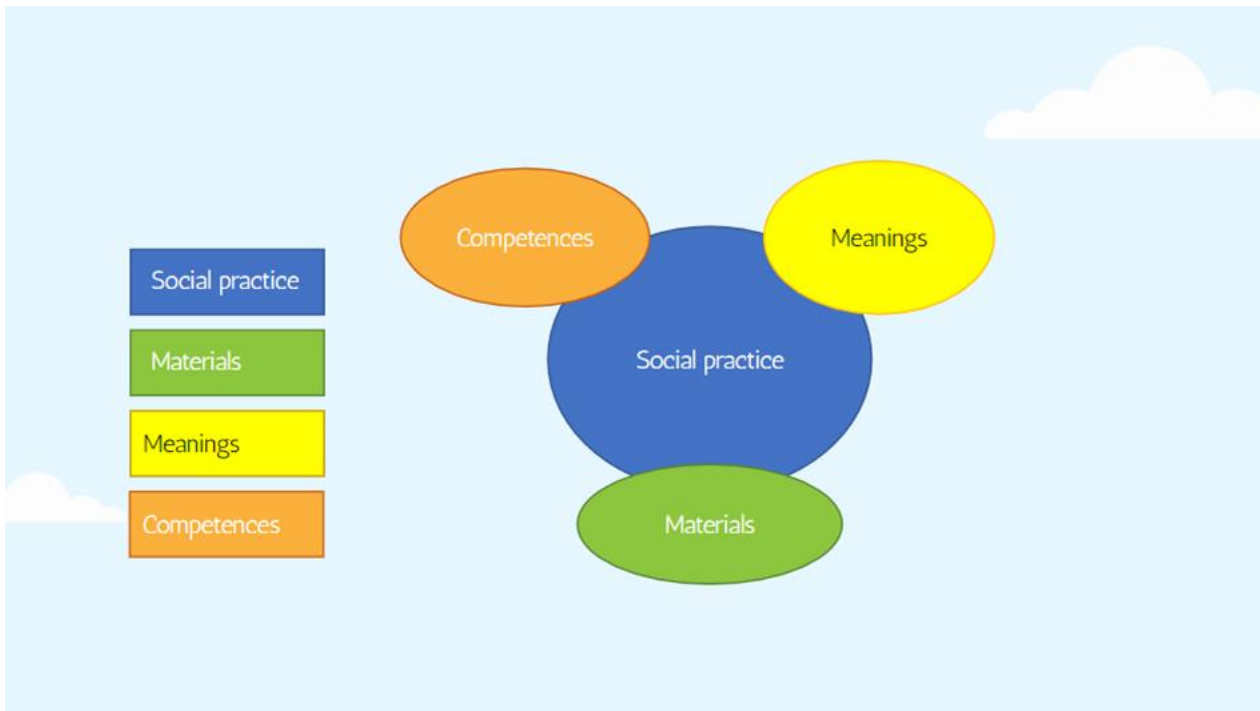 Social practice
Materials
Meanings
Competences
Competences
Meanings
Social practice
Materials